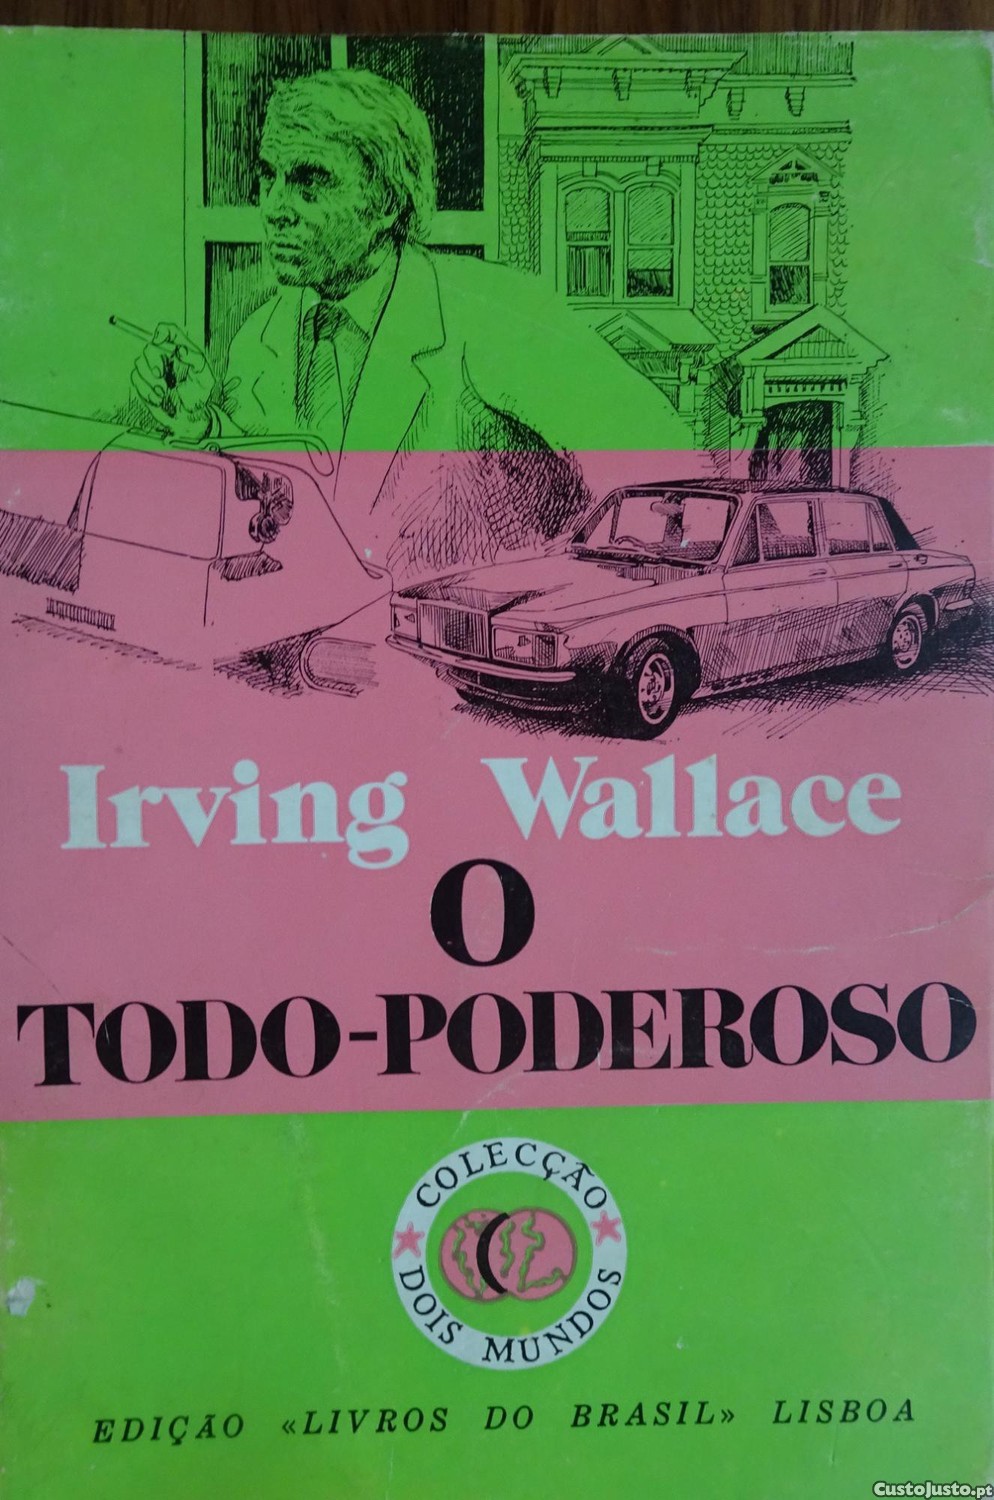 Irving Wallace
O
TODO-PODEROSO
COLECÇÃO
DOIS MUNDOS
EDIÇÃO «LIVROS DO BRASIL» LISBOA
CustoJusto.pt